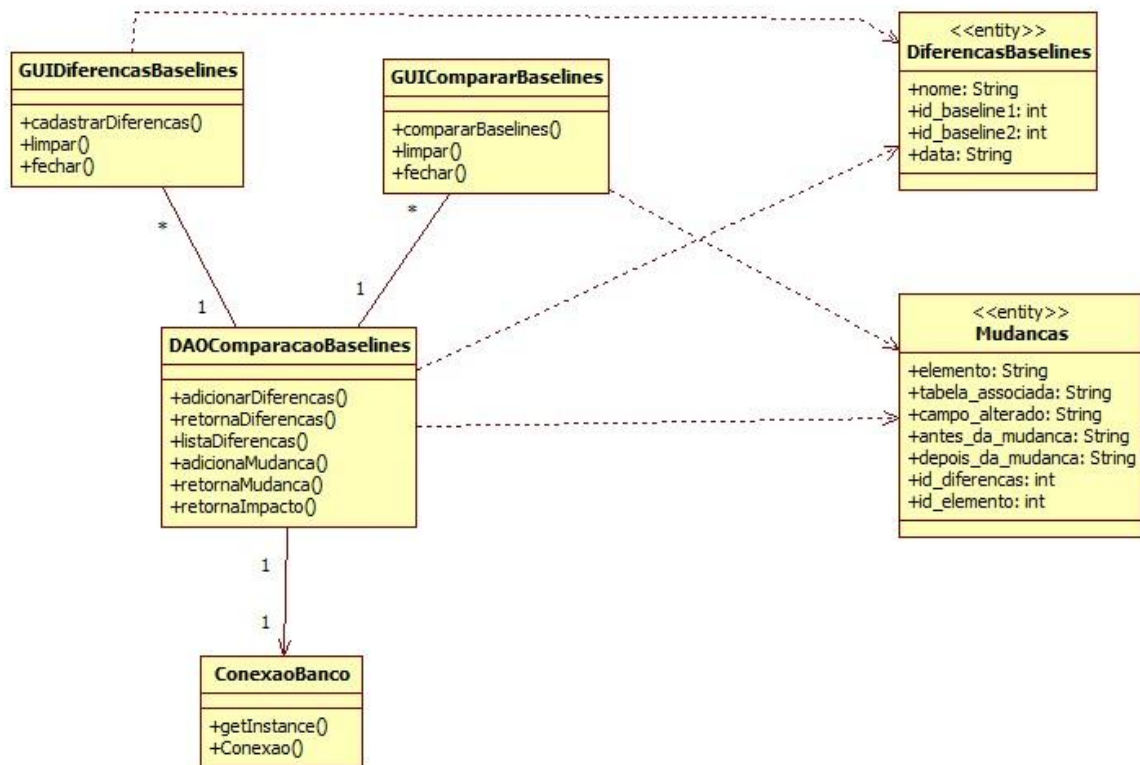 GUIDiferencasBaselines
+cadastrarDiferencas()
+limpar()
+fechar()
GUICompararBaselines
+compararBaselines()
+limpar()
+fechar()
<<entity>>
DiferencasBaselines
+nome: String
+id_baseline1: int
+id_baseline2: int
+data: String
*
1
*
1
DAOComparacaoBaselines
+adicionarDiferencas()
+retornaDiferencas()
+listaDiferencas()
+adicionaMudanca()
+retornaMudanca()
+retornaImpacto()
<<entity>>
Mudancas
+elemento: String
+tabela_associada: String
+campo_alterado: String
+antes_da_mudanca: String
+depois_da_mudanca: String
+id_diferencas: int
+id_elemento: int
1
1
ConexaoBanco
+getInstance()
+Conexao()